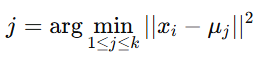 j = arg min_{1≤j≤k} ||x_i − μ_j||^2